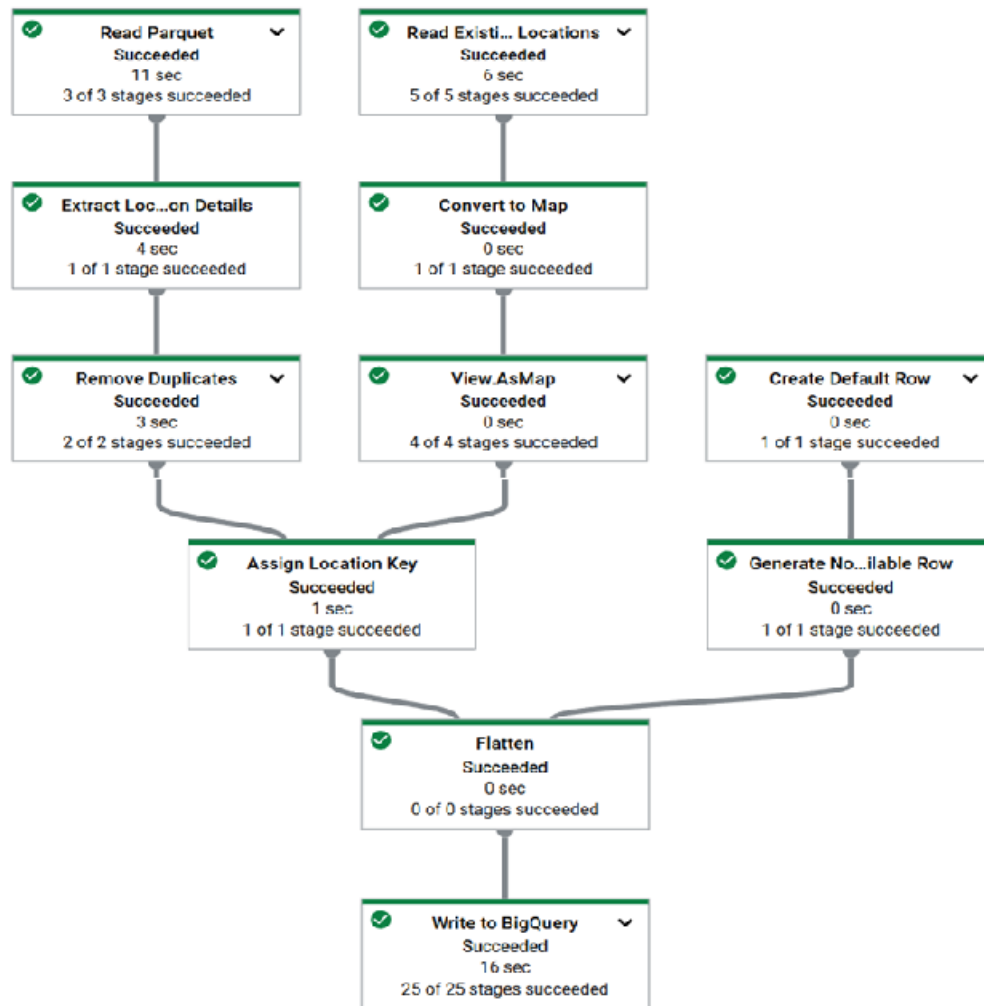 Read Parquet
Succeeded
11 sec
3 of 3 stages succeeded
Read Existi... Locations
Succeeded
6 sec
5 of 5 stages succeeded
Extract Loc...on Details
Succeeded
4 sec
1 of 1 stage succeeded
Convert to Map
Succeeded
0 sec
1 of 1 stage succeeded
Remove Duplicates
Succeeded
3 sec
2 of 2 stages succeeded
View.AsMap
Succeeded
0 sec
4 of 4 stages succeeded
Create Default Row
Succeeded
0 sec
1 of 1 stage succeeded
Assign Location Key
Succeeded
1 sec
1 of 1 stage succeeded
Generate No...ilable Row
Succeeded
0 sec
1 of 1 stage succeeded
Flatten
Succeeded
0 sec
0 of 0 stages succeeded
Write to BigQuery
Succeeded
16 sec
25 of 25 stages succeeded